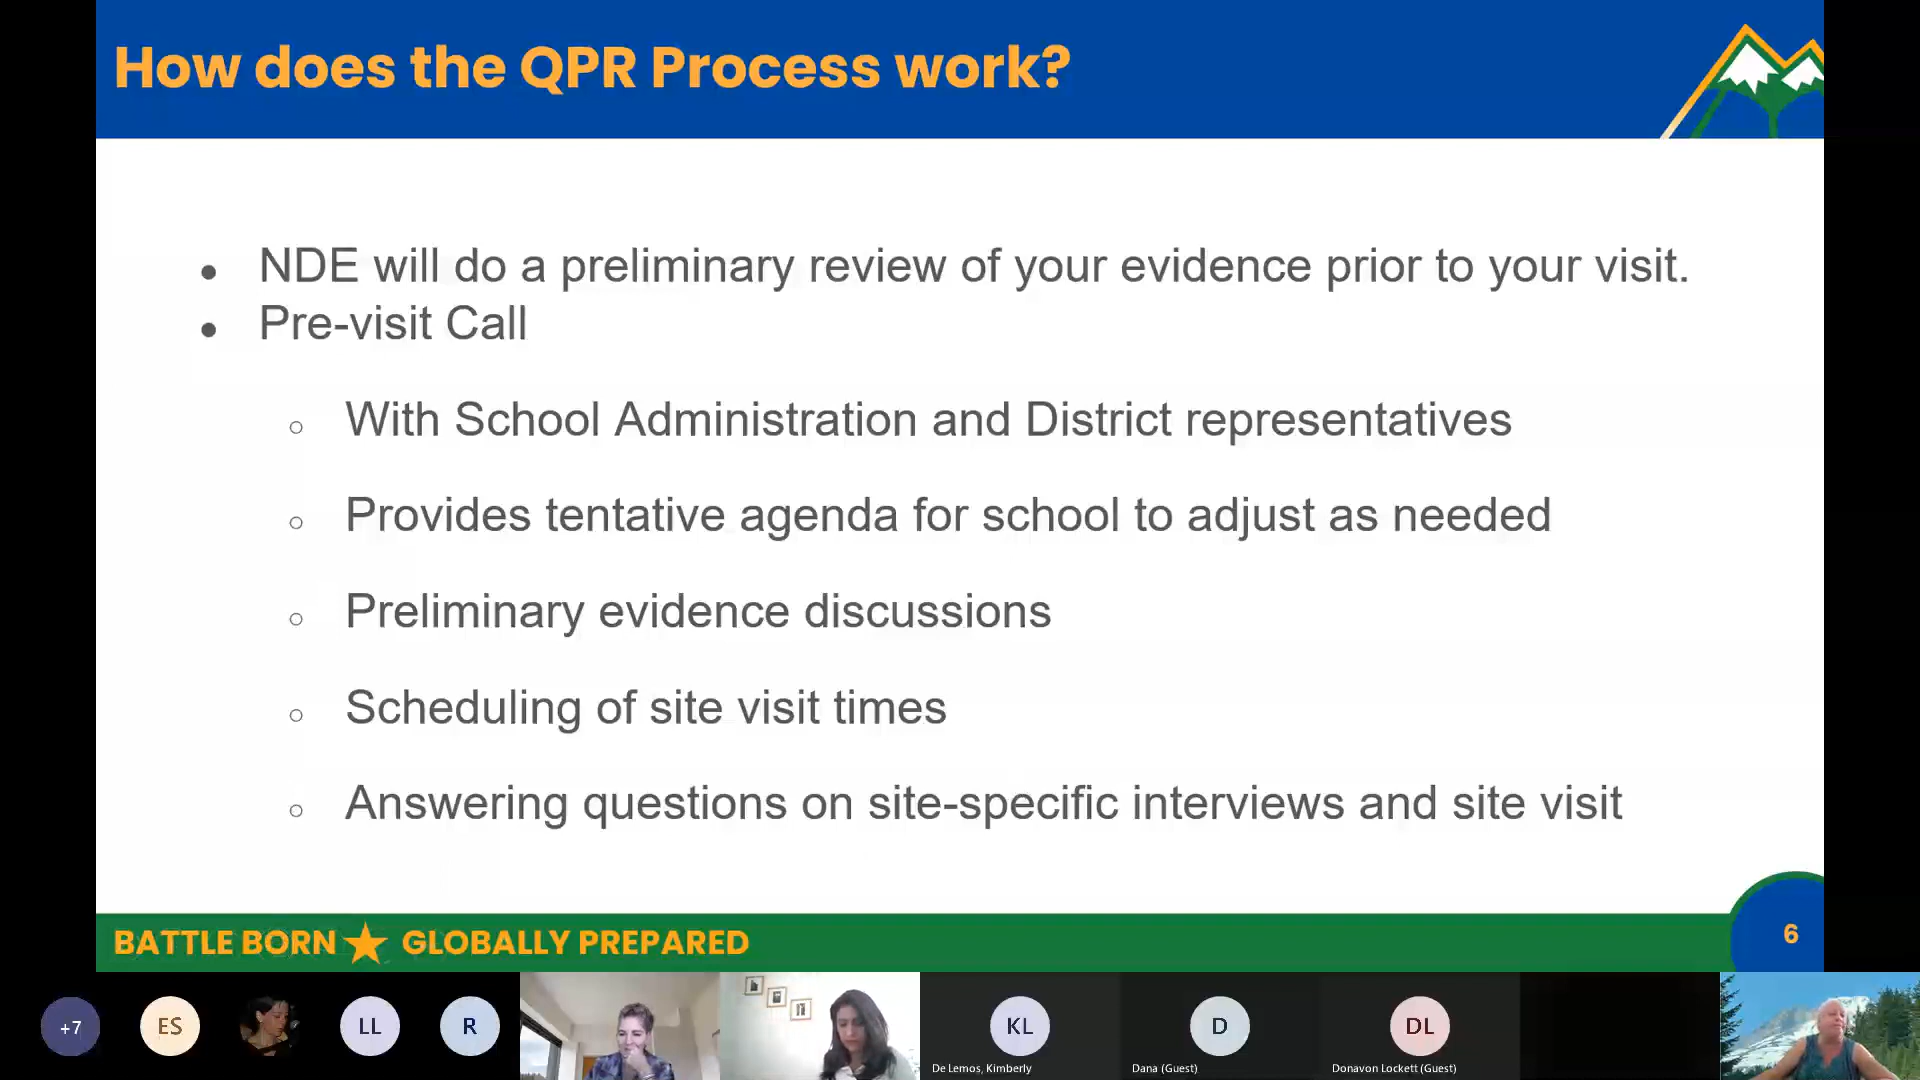 How does the QPR Process work?
● NDE will do a preliminary review of your evidence prior to your visit.
● Pre-visit Call
○ With School Administration and District representatives
○ Provides tentative agenda for school to adjust as needed
○ Preliminary evidence discussions
○ Scheduling of site visit times
○ Answering questions on site-specific interviews and site visit
BATTLE BORN ★ GLOBALLY PREPARED
6
+7
ES
LL
R
KL
D
DL
De Lemos, Kimberly
Dana (Guest)
Donavon Lockett (Guest)